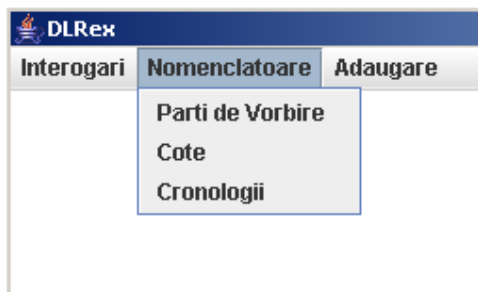 DLRex
Interogari Nomenclatoare Adaugare
Parti de Vorbire
Cote
Cronologii